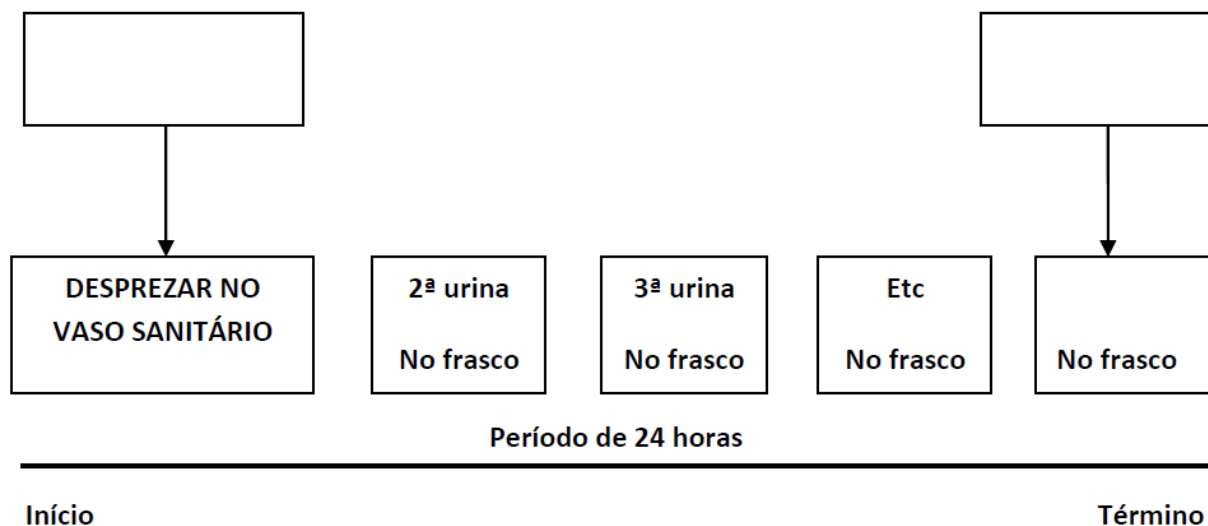 DESPREZAR NO
VASO SANITÁRIO
2ª urina
No frasco
3ª urina
No frasco
Etc
No frasco
No frasco
Período de 24 horas
Início
Término